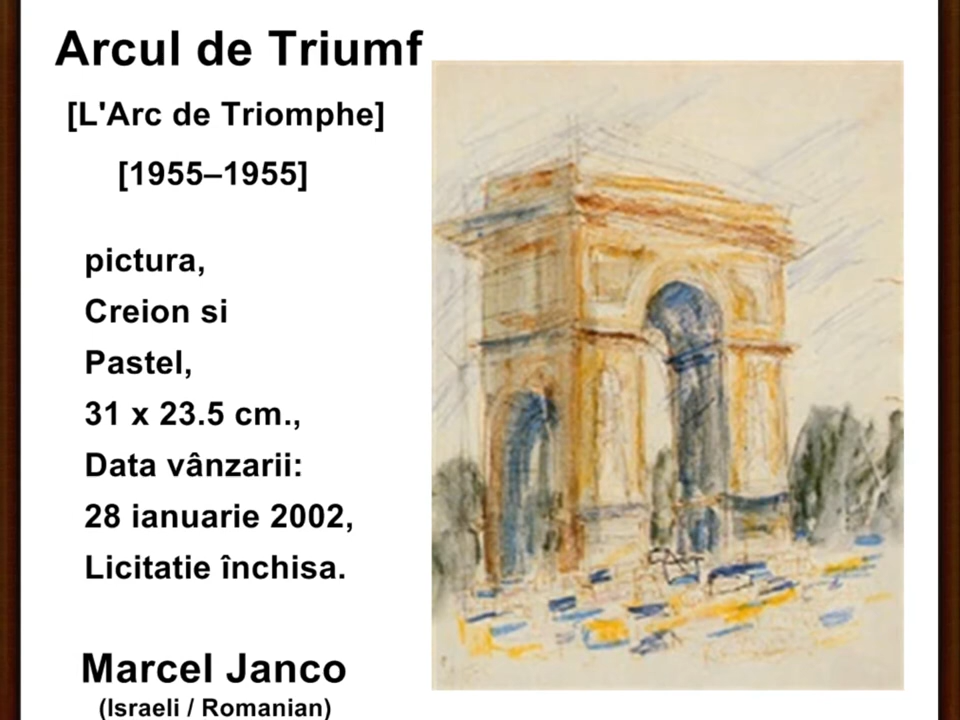 Arcul de Triumf
[L'Arc de Triomphe]
[1955–1955]
pictura,
Creion si
Pastel,
31 x 23.5 cm.,
Data vânzarii:
28 ianuarie 2002,
Licitatie închisa.
Marcel Janco
(Israeli / Romanian)